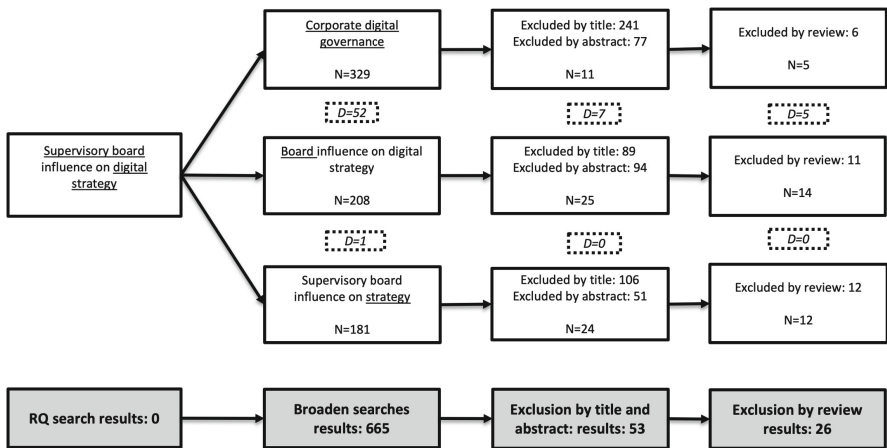 Corporate digital
governance
N=329
Excluded by title: 241
Excluded by abstract: 77
N=11
Excluded by review: 6
N=5
D=52
D=7
D=5
Supervisory board
influence on digital
strategy
Board influence on digital
strategy
N=208
Excluded by title: 89
Excluded by abstract: 94
N=25
Excluded by review: 11
N=14
D=1
D=0
D=0
Supervisory board
influence on strategy
N=181
Excluded by title: 106
Excluded by abstract: 51
N=24
Excluded by review: 12
N=12
RQ search results: 0
Broaden searches
results: 665
Exclusion by title and
abstract: results: 53
Exclusion by review
results: 26